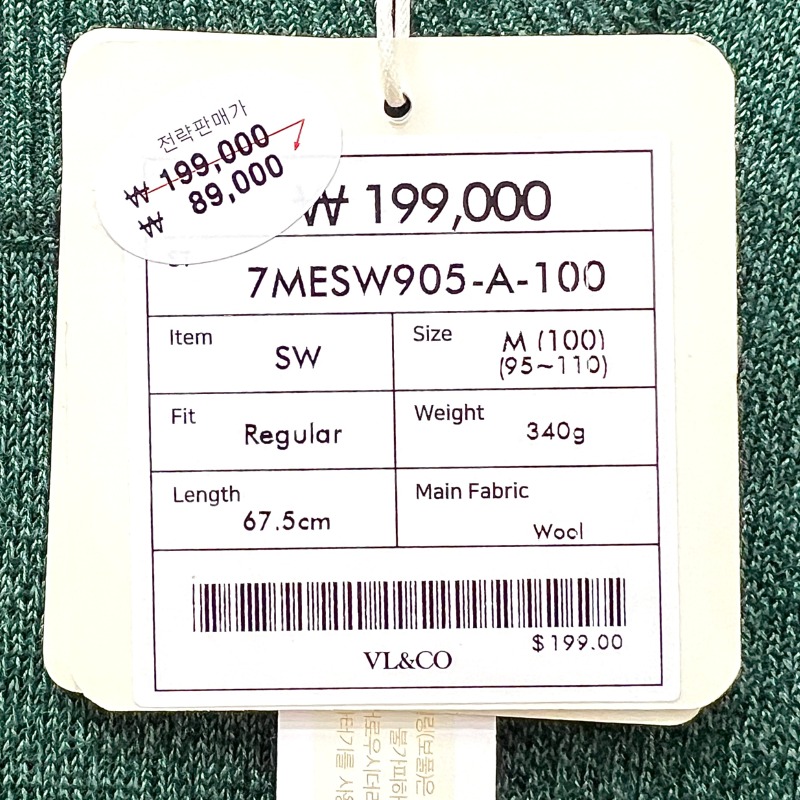 전략판매가
₩ 199,000
₩ 89,000
₩ 199,000
7MESW905-A-100
Item
SW
Size
M (100)
(95~110)
Fit
Regular
Weight
340g
Length
67.5cm
Main Fabric
Wool
$199.00
VL&CO